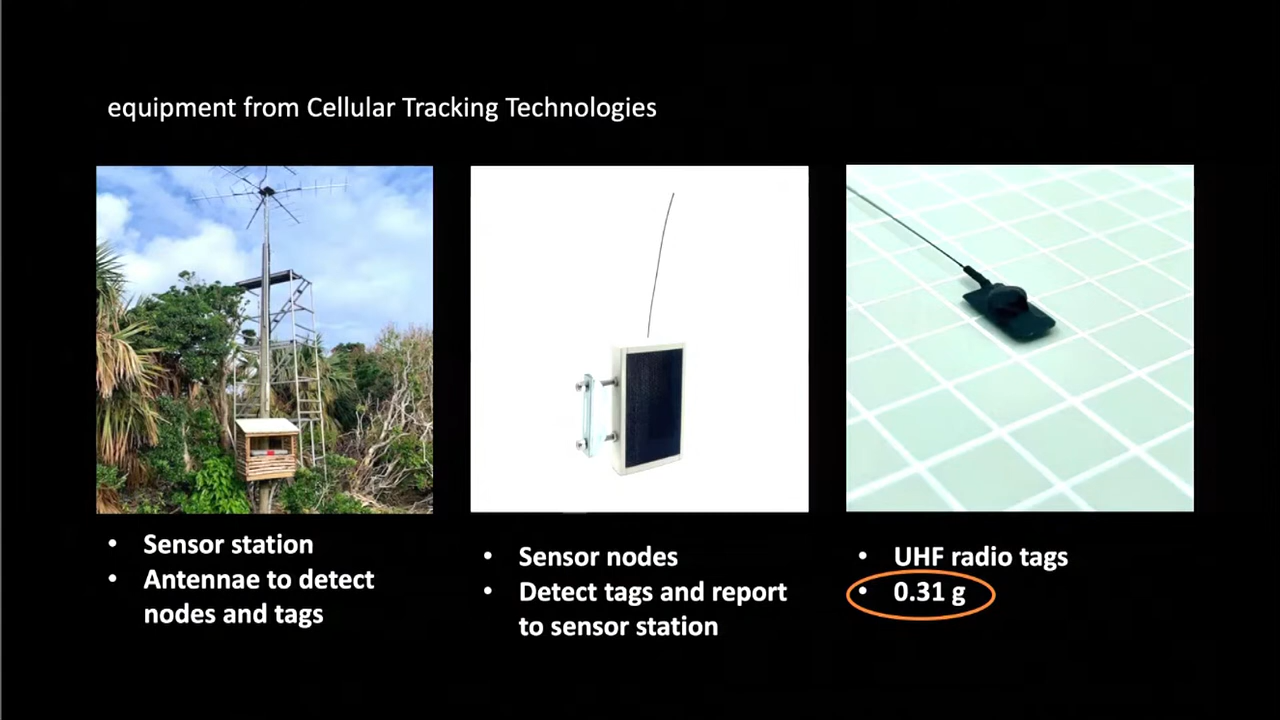 equipment from Cellular Tracking Technologies
• Sensor station
• Antennae to detect
nodes and tags
• Sensor nodes
• Detect tags and report
to sensor station
• UHF radio tags
• 0.31 g